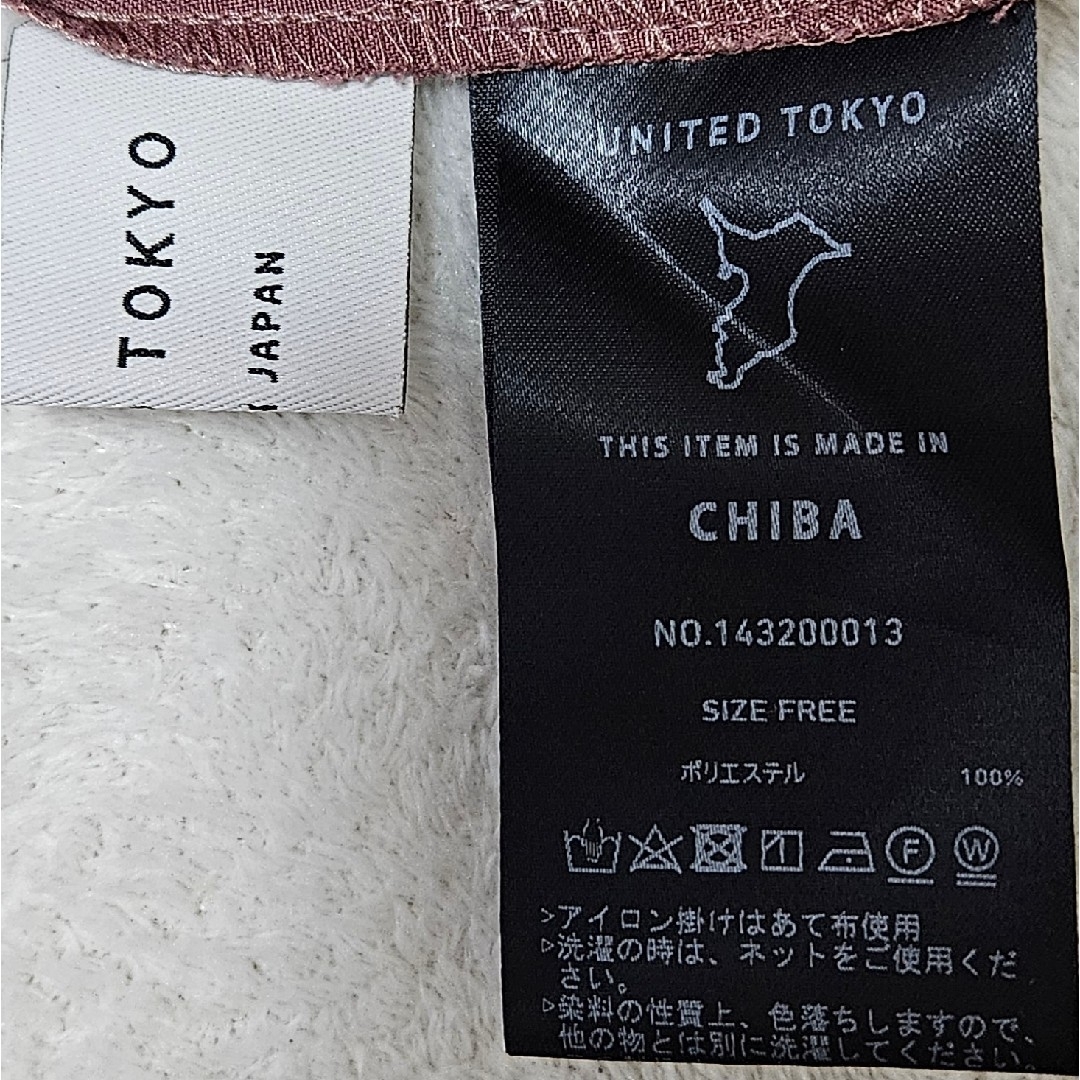 TOKYO
JAPAN
UNITED TOKYO
THIS ITEM IS MADE IN
CHIBA
NO.143200013
SIZE FREE
ポリエステル 100%
F W
>アイロン掛けはあて布使用
▷洗濯の時は、ネットをご使用くだ
さい。
▷染料の性質上、色落ちしますので、
他の物とは別に洗濯してください。